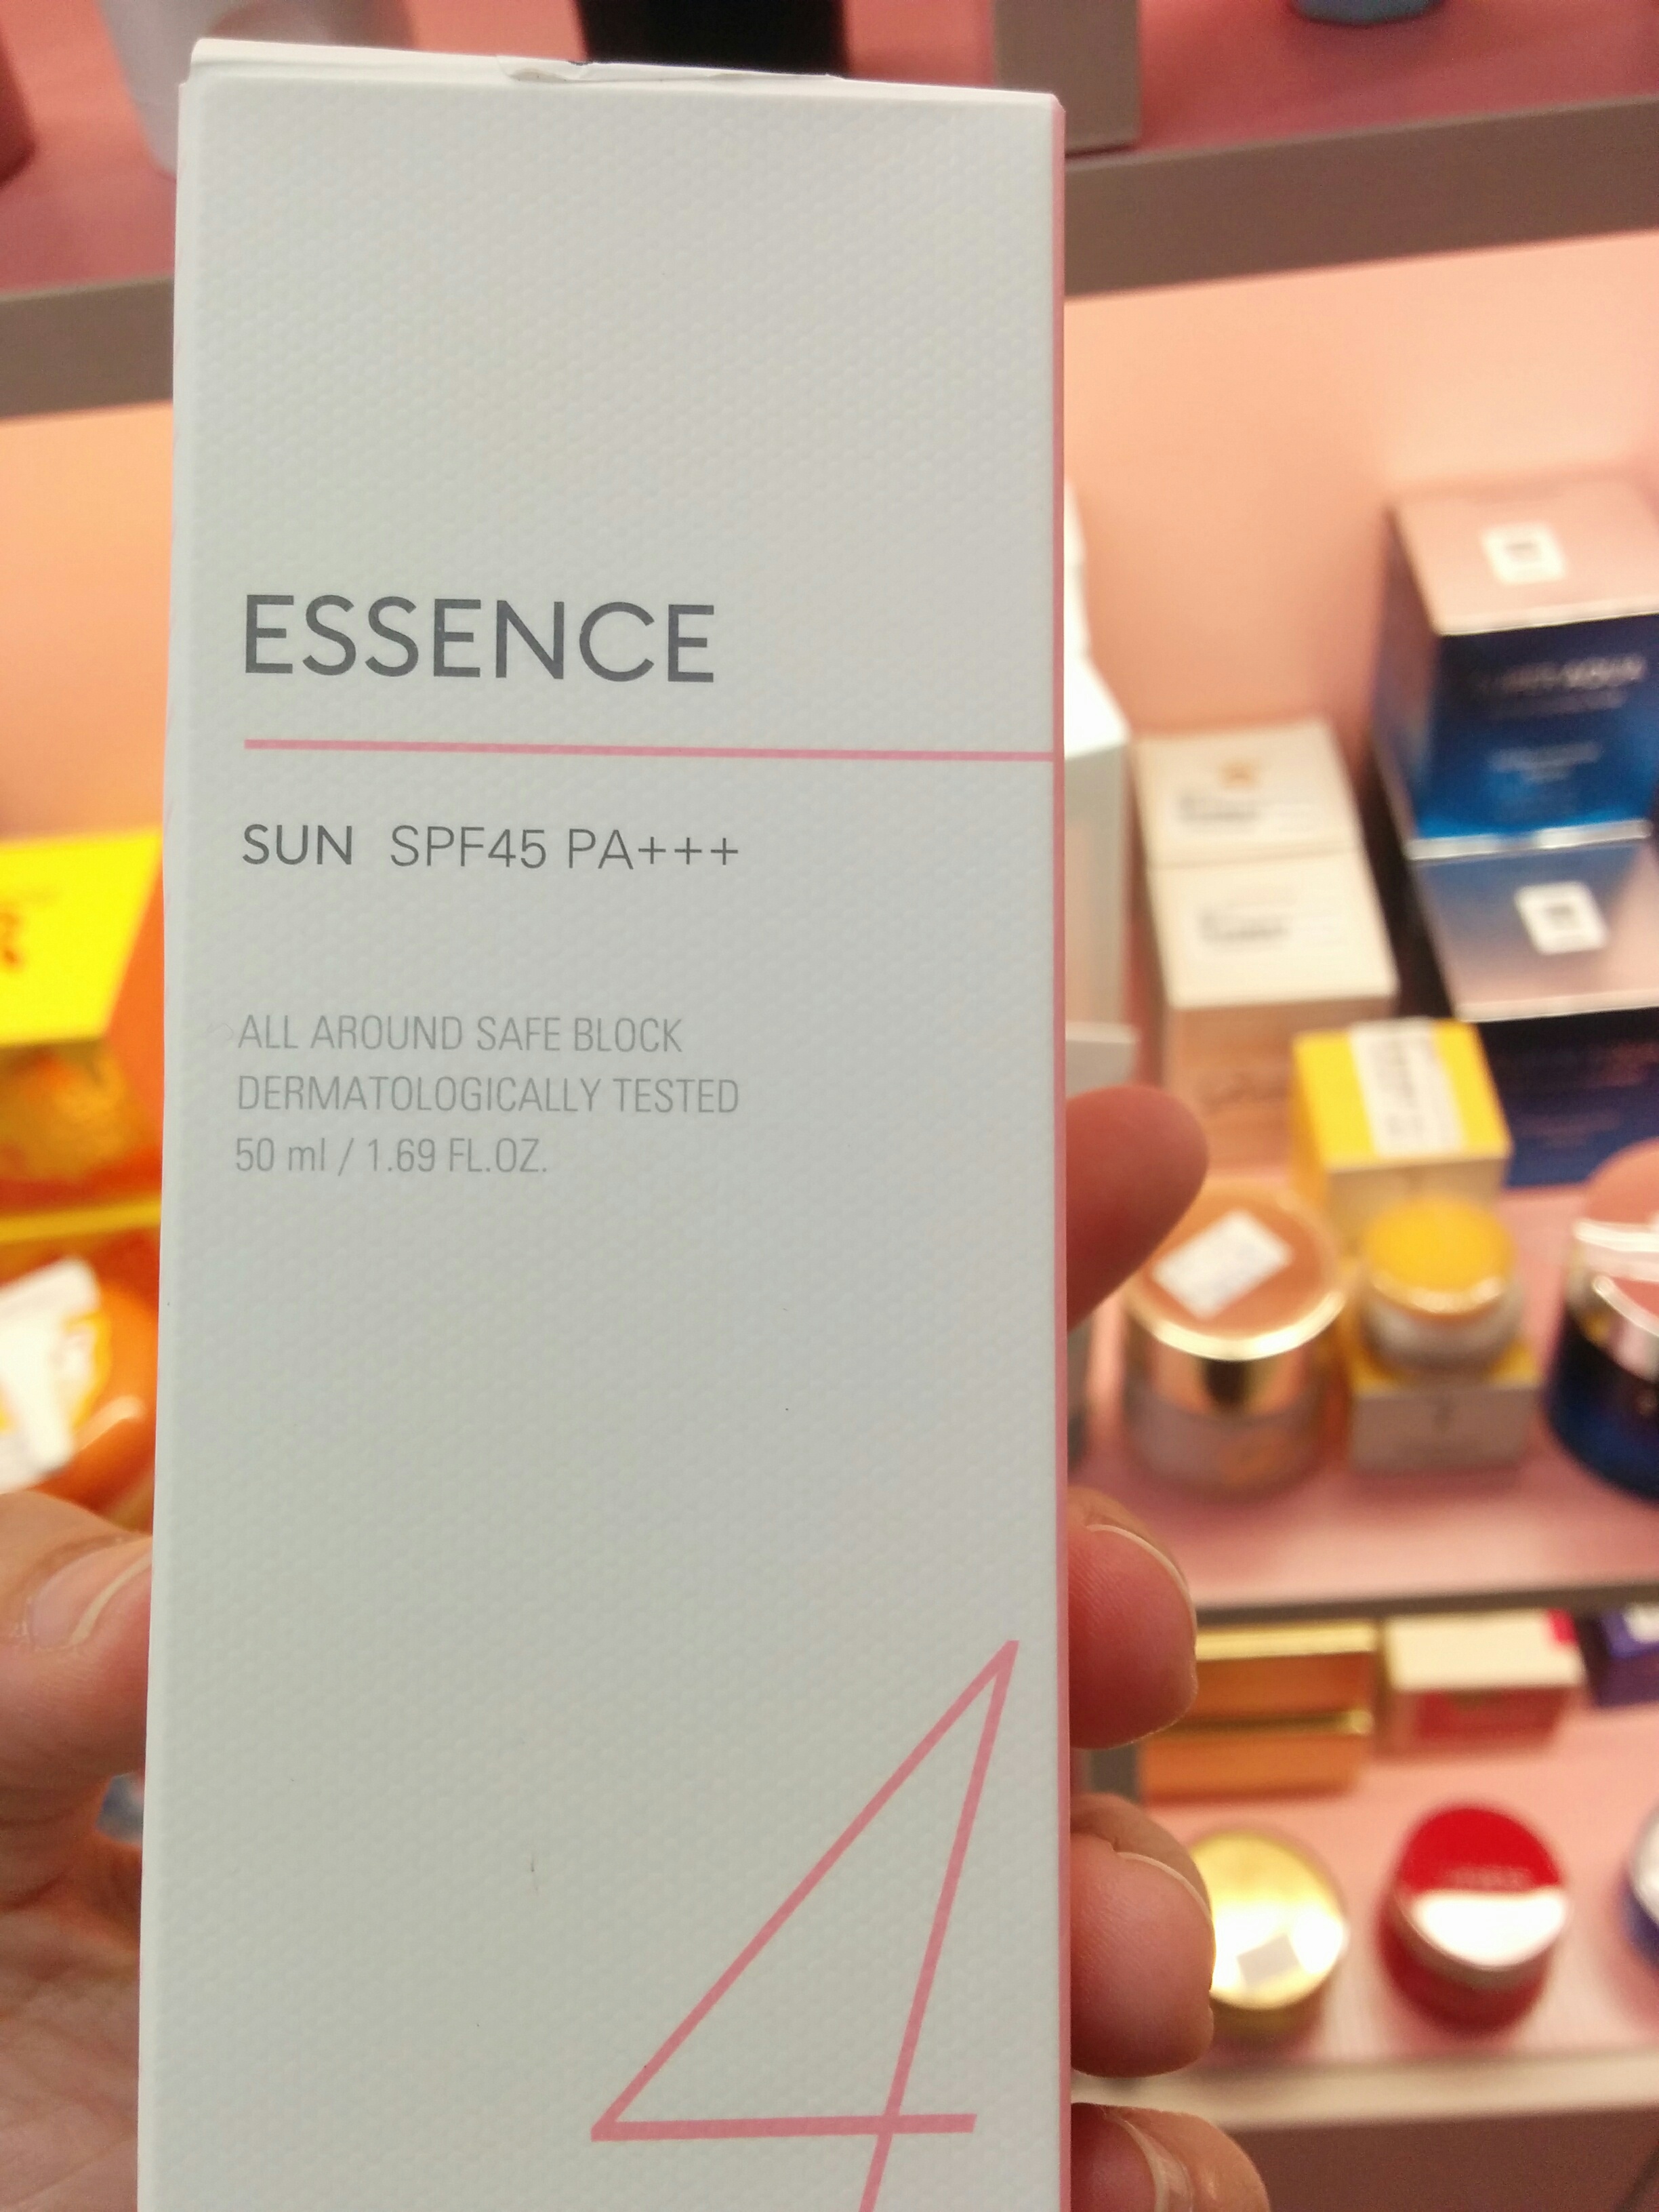 ESSENCE
SUN SPF45 PA+++
ALL AROUND SAFE BLOCK
DERMATOLOGICALLY TESTED
50 ml / 1.69 FL.OZ.
4